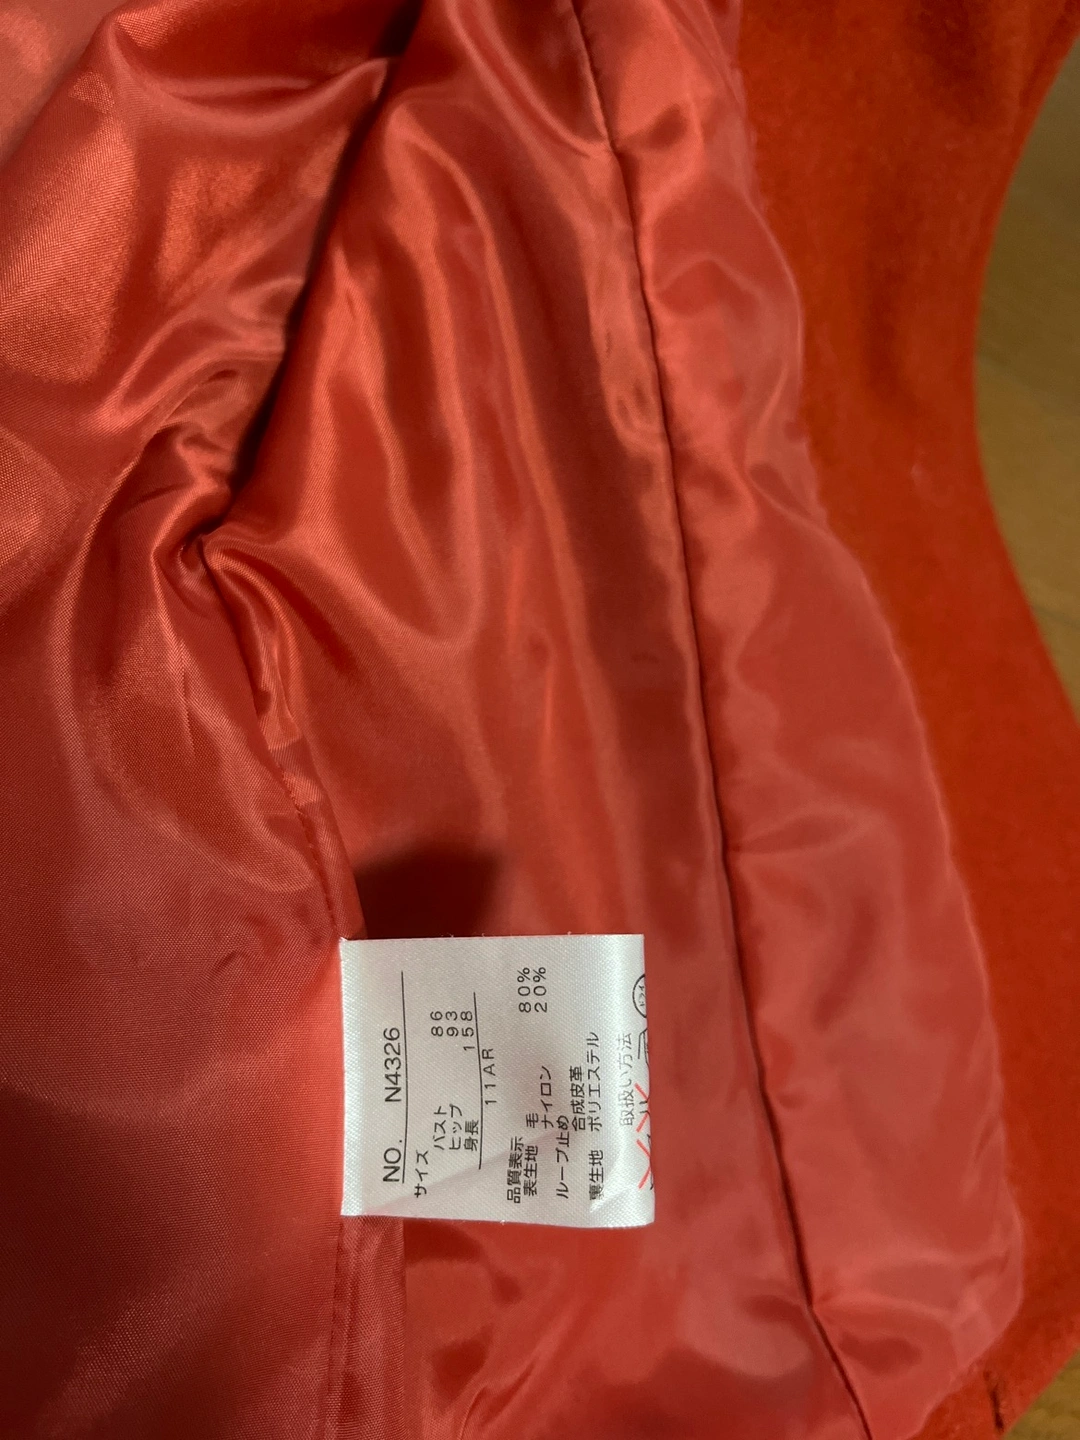 NO. N4326
サイズ
バスト 86
ヒップ 93
身長 158
11AR
品質表示
表生地 毛 80%
ナイロン 20%
ループ止め
合成皮革
裏生地 ポリエステル
取扱い方法